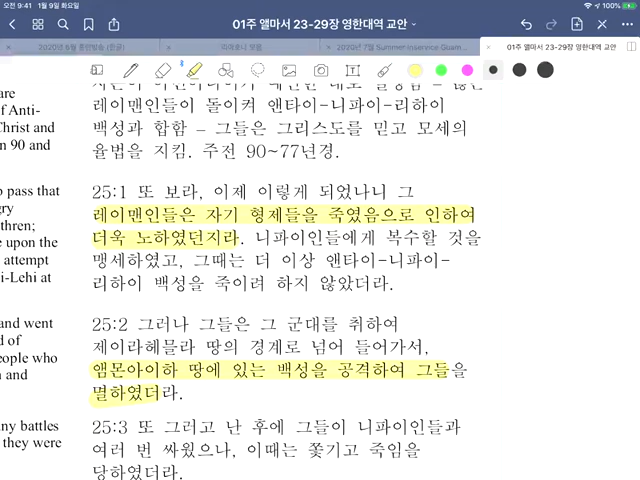 오전 9:41 1월 9일 화요일
100%
01주 앨마서 23-29장 영한대역 교안
2020년 6월 훈련방송 (한글)
리아호나 모음
2020년 7월 Summer Inservice Guam ...
01주 앨마서 23-29장 영한대역 교안
are
f Anti-
Christ and
n 90 and
레이맨인들이 돌이켜 앤타이-니파이-리하이
백성과 합함 – 그들은 그리스도를 믿고 모세의
율법을 지킴. 주전 90~77년경.
p pass that
gry
thren;
e upon the
attempt
i-Lehi at
25:1 또 보라, 이제 이렇게 되었나니 그
레이맨인들은 자기 형제들을 죽였음으로 인하여
더욱 노하였던지라. 니파이인들에게 복수할 것을
맹세하였고, 그때는 더 이상 앤타이-니파이-
리하이 백성을 죽이려 하지 않았더라.
and went
d of
eople who
n and
25:2 그러나 그들은 그 군대를 취하여
제이라헤믈라 땅의 경계로 넘어 들어가서,
앰몬아이하 땅에 있는 백성을 공격하여 그들을
멸하였더라.
any battles
they were
25:3 또 그러고 난 후에 그들이 니파이인들과
여러 번 싸웠으나, 이때는 쫓기고 죽임을
당하였더라.